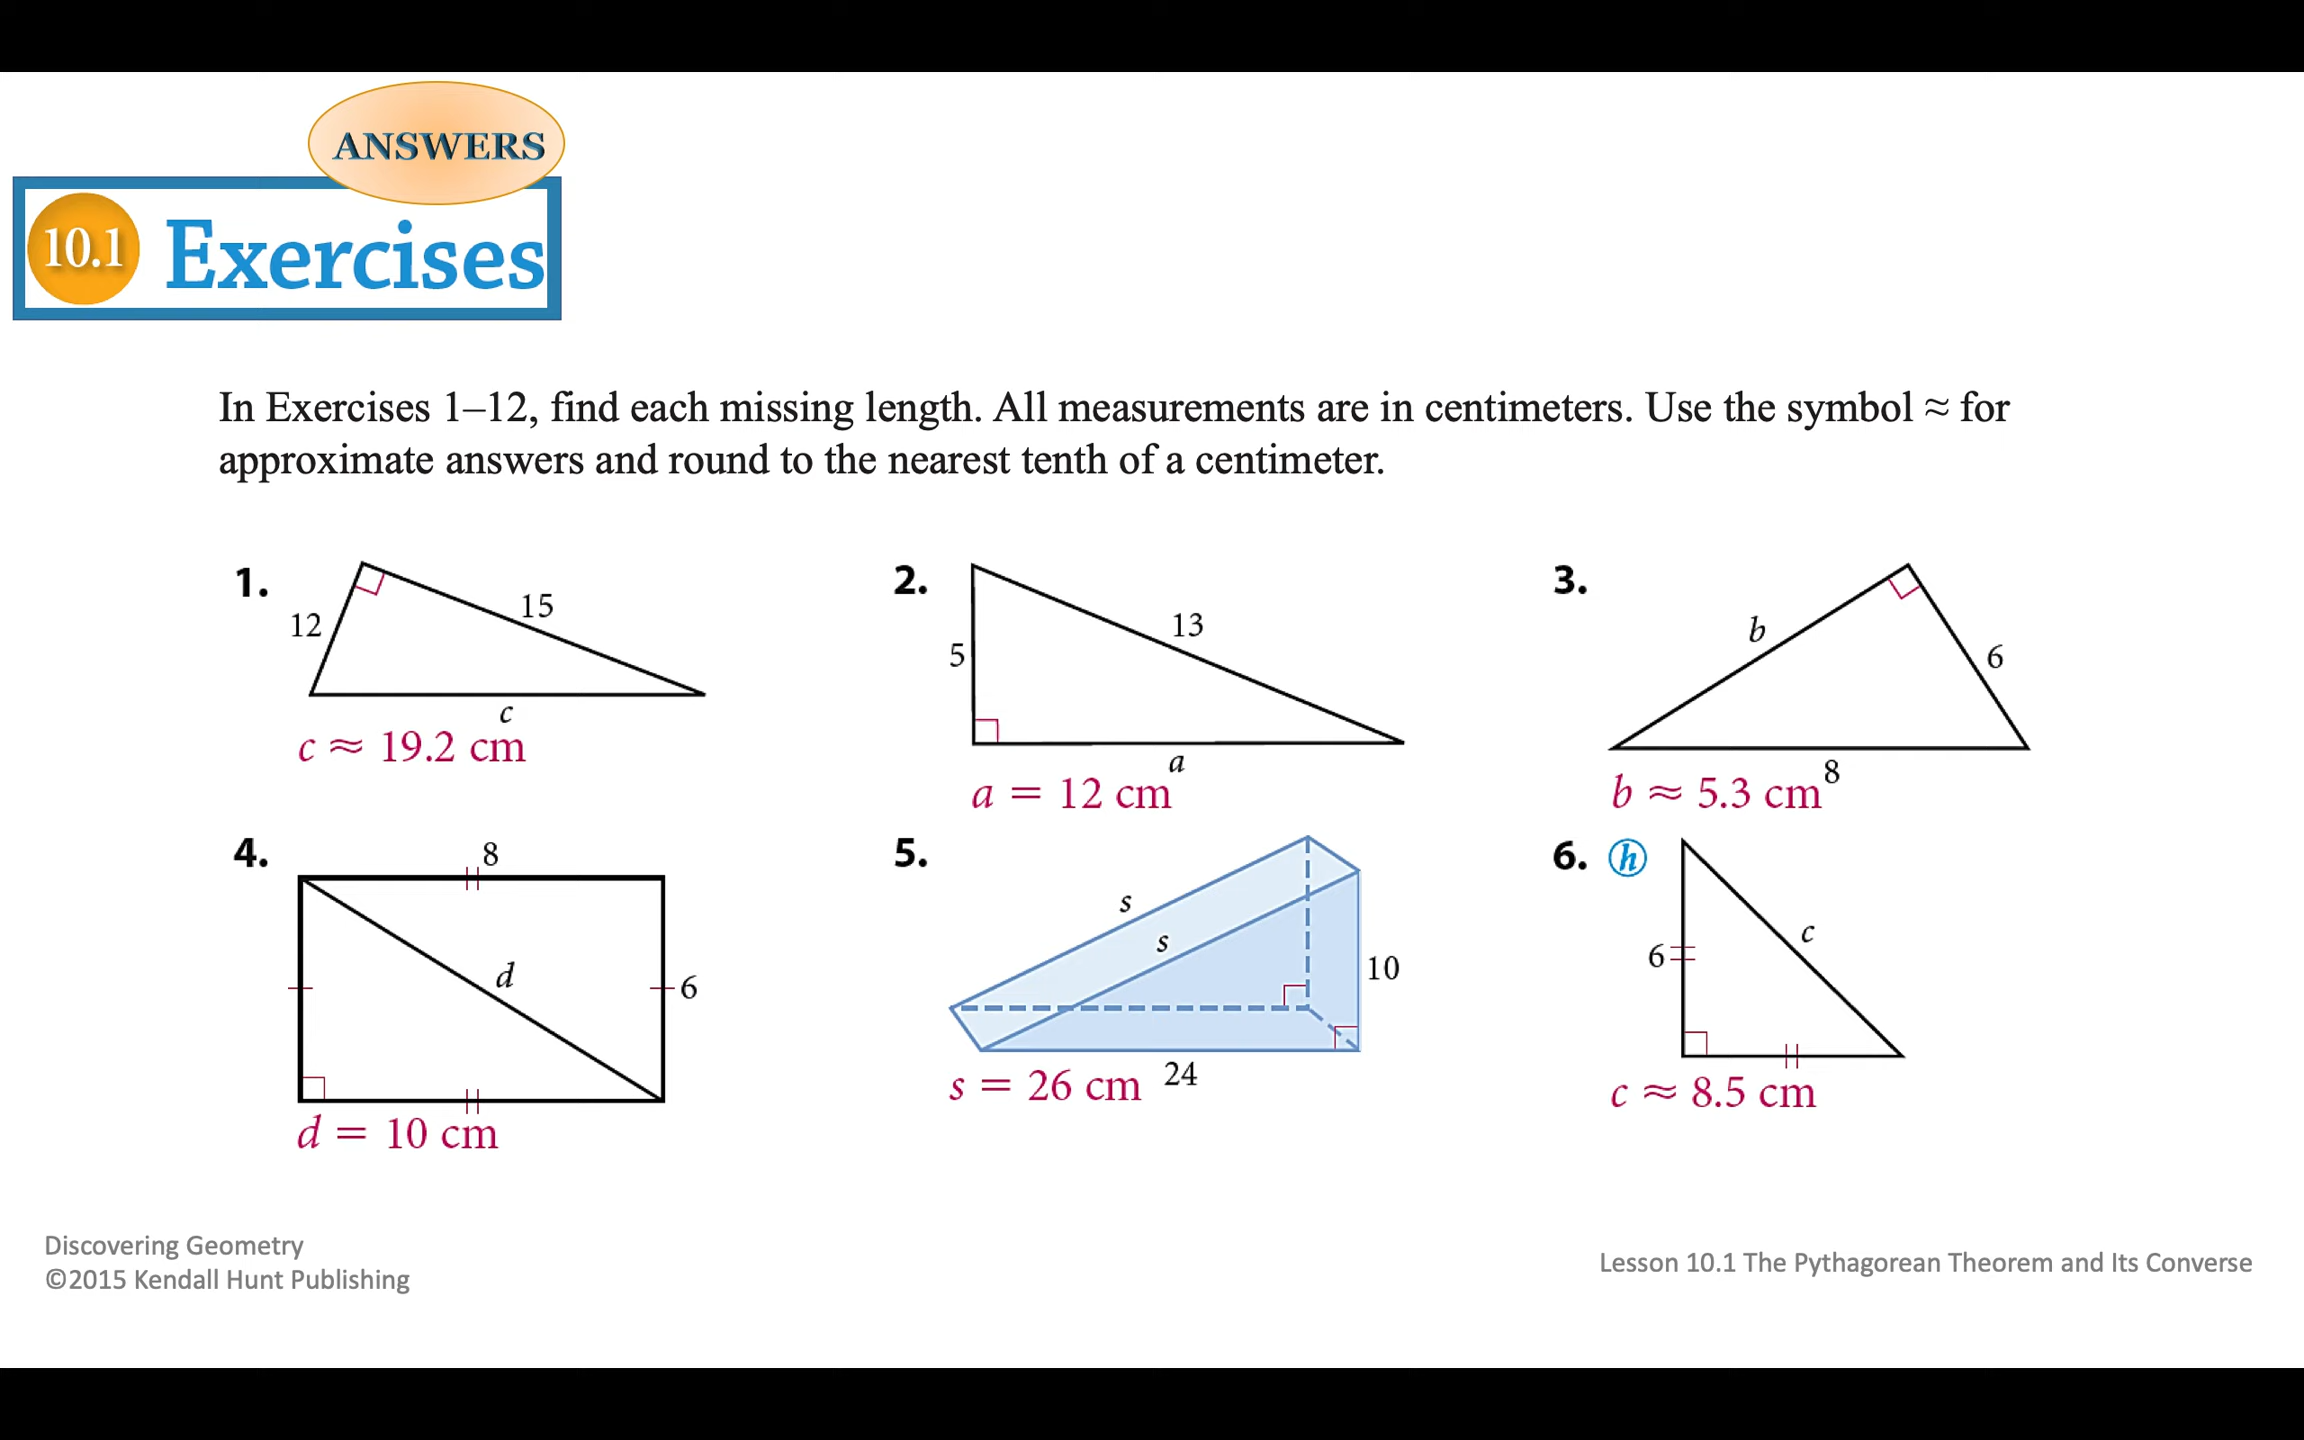 ANSWERS
10.1 Exercises
In Exercises 1–12, find each missing length. All measurements are in centimeters. Use the symbol ≈ for
approximate answers and round to the nearest tenth of a centimeter.
1.
12
15
c
c ≈ 19.2 cm
2.
5
13
a
a = 12 cm
3.
b
6
8
b ≈ 5.3 cm
4.
8
d
6
d = 10 cm
5.
s
s
10
24
s = 26 cm
6. h
6
c
c ≈ 8.5 cm
Discovering Geometry
©2015 Kendall Hunt Publishing
Lesson 10.1 The Pythagorean Theorem and Its Converse